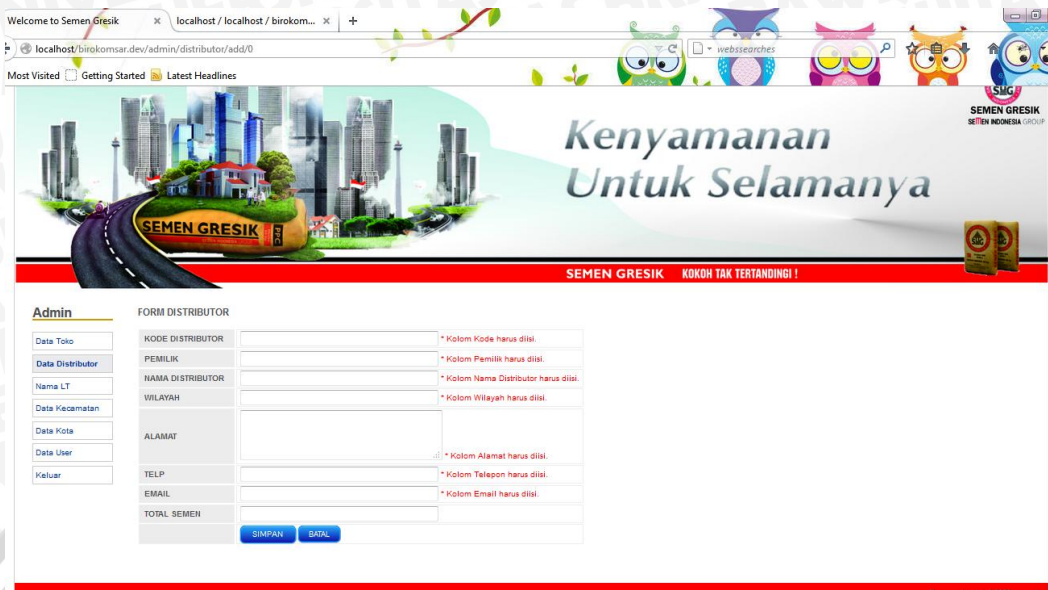 Welcome to Semen Gresik
localhost / localhost / birokom...
localhost/birokomsar.dev/admin/distributor/add/0
webssearches
Most Visited
Getting Started
Latest Headlines
Kenyamanan
Untuk Selamanya
SMG
SEMEN GRESIK
SEMEN INDONESIA GROUP
SEMEN GRESIK
PPC
SEMEN GRESIK KOKOH TAK TERTANDINGI !
Admin
Data Toko
Data Distributor
Nama LT
Data Kecamatan
Data Kota
Data User
Keluar
FORM DISTRIBUTOR
KODE DISTRIBUTOR * Kolom Kode harus diisi.
PEMILIK * Kolom Pemilik harus diisi.
NAMA DISTRIBUTOR * Kolom Nama Distributor harus diisi.
WILAYAH * Kolom Wilayah harus diisi.
ALAMAT * Kolom Alamat harus diisi.
TELP * Kolom Telepon harus diisi.
EMAIL * Kolom Email harus diisi.
TOTAL SEMEN
SIMPAN BATAL